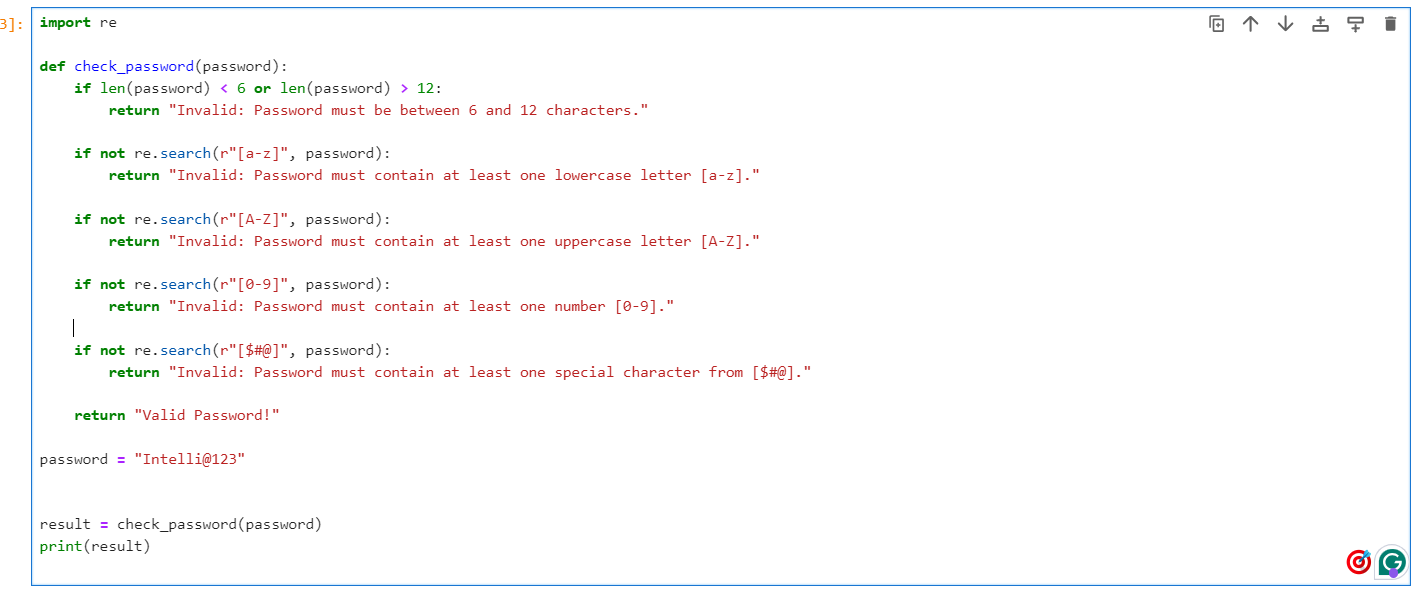 3]:
import re
def check_password(password):
    if len(password) < 6 or len(password) > 12:
        return "Invalid: Password must be between 6 and 12 characters."
    if not re.search(r"[a-z]", password):
        return "Invalid: Password must contain at least one lowercase letter [a-z]."
    if not re.search(r"[A-Z]", password):
        return "Invalid: Password must contain at least one uppercase letter [A-Z]."
    if not re.search(r"[0-9]", password):
        return "Invalid: Password must contain at least one number [0-9]."
    if not re.search(r"[$#@]", password):
        return "Invalid: Password must contain at least one special character from [$#@]."
    return "Valid Password!"
password = "Intelli@123"
result = check_password(password)
print(result)